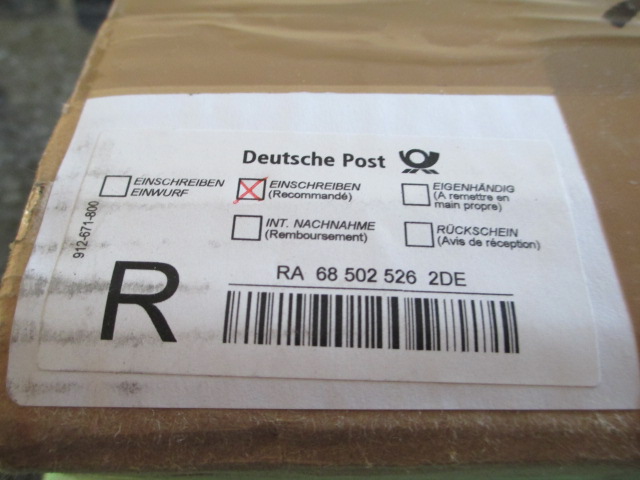 Deutsche Post
EINSCHREIBEN
EINWURF
EINSCHREIBEN
(Recommandé)
EIGENHÄNDIG
(A remettre en
main propre)
INT. NACHNAHME
(Remboursement)
RÜCKSCHEIN
(Avis de réception)
912-671-800
R
RA 68 502 526 2DE